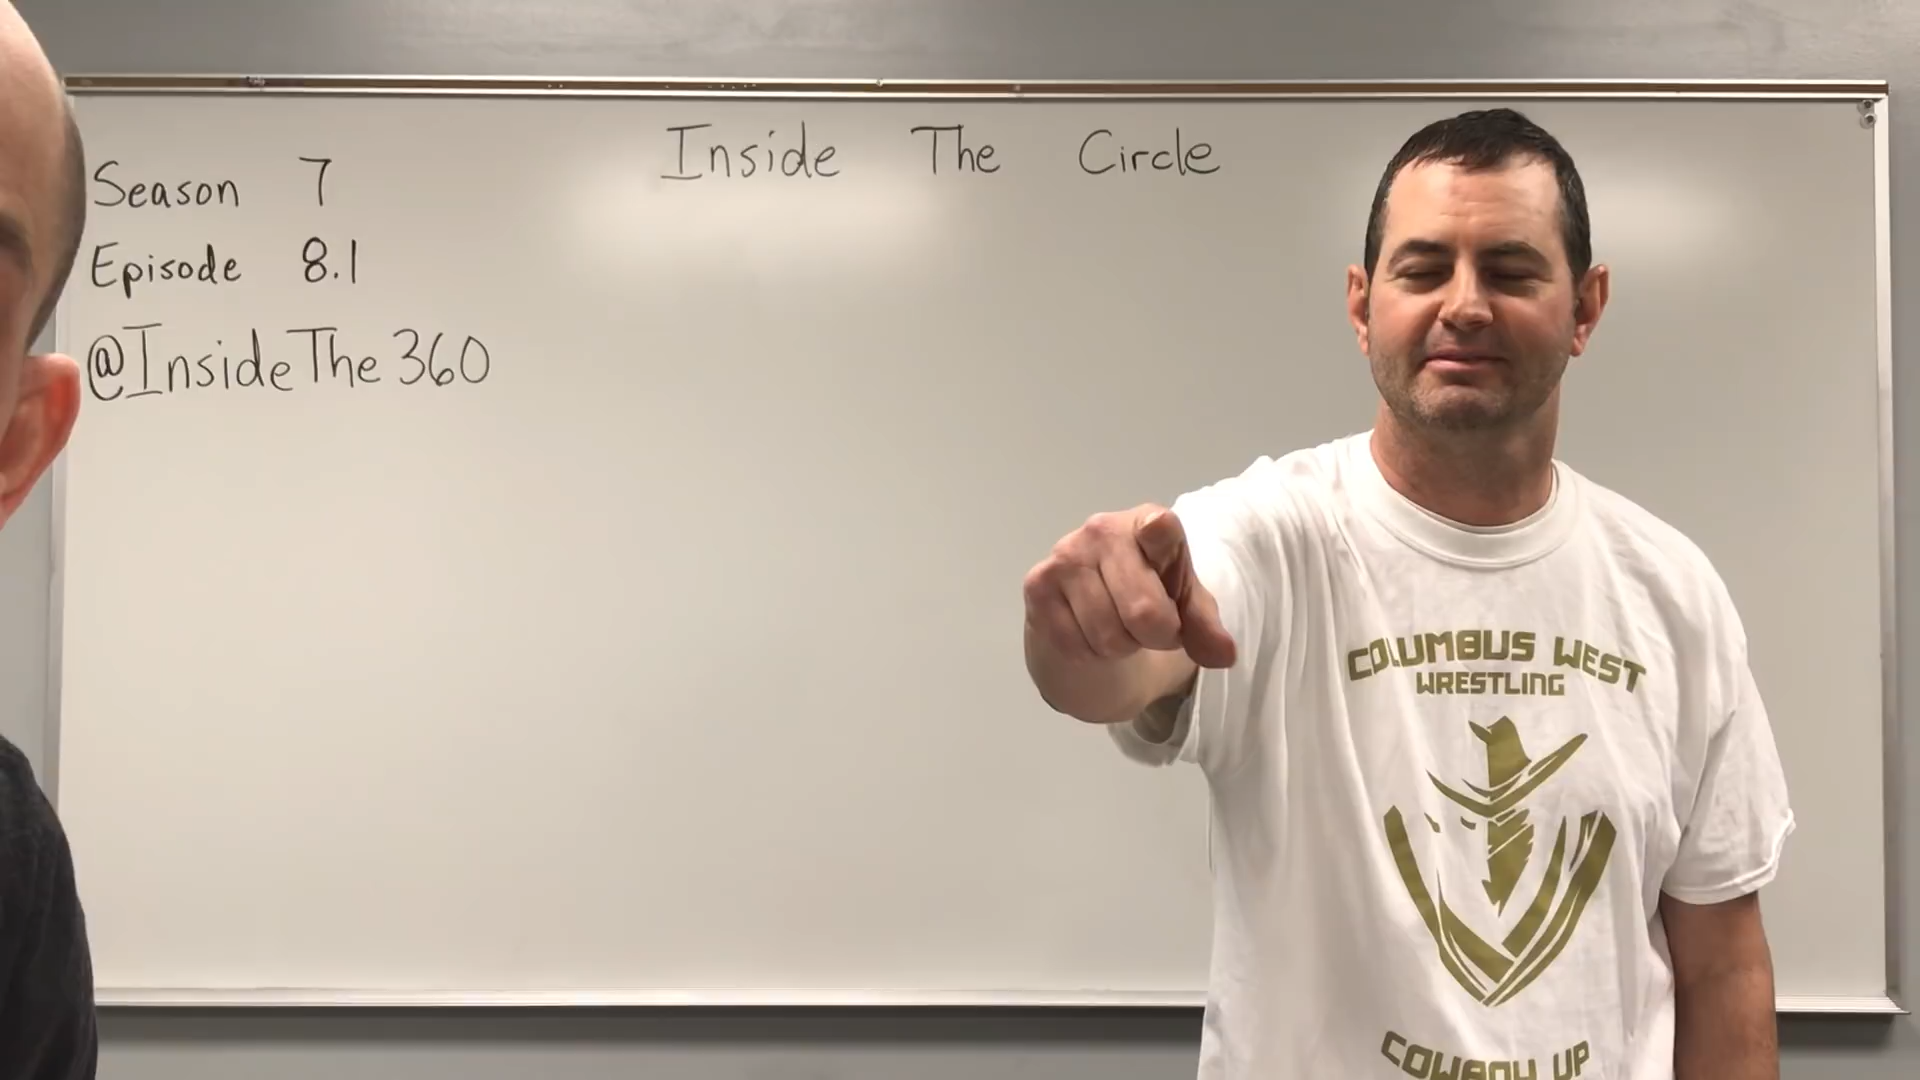 Inside The Circle
Season 7
Episode 8.1
@InsideThe360
COLUMBUS WEST
WRESTLING
COWBOY UP